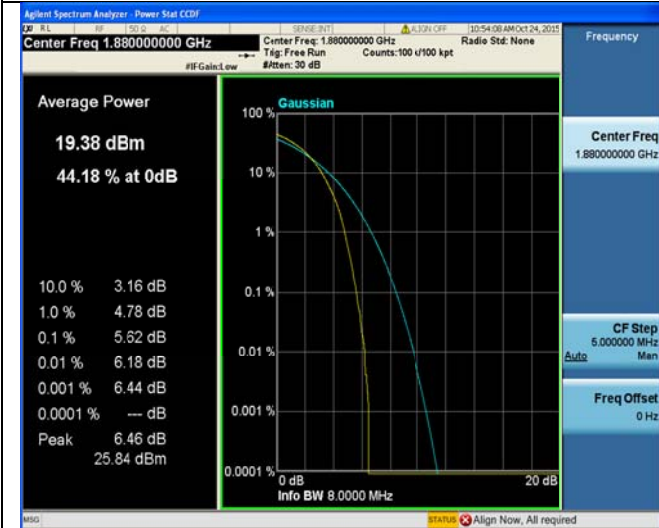 Agilent Spectrum Analyzer - Power Stat CCDF
RL RF 50 Ω AC SENSE:INT ALIGN OFF 10:54:08 AM Oct 24, 2015
Center Freq 1.880000000 GHz
Center Freq: 1.880000000 GHz Radio Std: None
Trig: Free Run Counts:100 k/100 kpt
#IFGain:Low #Atten: 30 dB
Frequency
Average Power
19.38 dBm
44.18 % at 0dB
10.0 % 3.16 dB
1.0 % 4.78 dB
0.1 % 5.62 dB
0.01 % 6.18 dB
0.001 % 6.44 dB
0.0001 % --- dB
Peak 6.46 dB
25.84 dBm
100 % Gaussian
10 %
1 %
0.1 %
0.01 %
0.001 %
0.0001 %
0 dB 20 dB
Info BW 8.0000 MHz
Center Freq
1.880000000 GHz
CF Step
5.000000 MHz
Auto Man
Freq Offset
0 Hz
MSG STATUS Align Now, All required